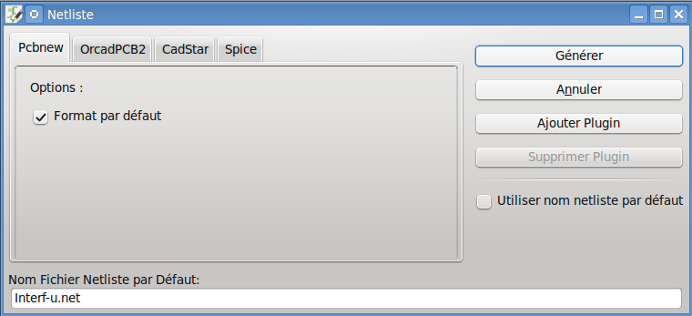 Netliste
Pcbnew OrcadPCB2 CadStar Spice
Options :
Format par défaut
Générer
Annuler
Ajouter Plugin
Supprimer Plugin
Utiliser nom netliste par défaut
Nom Fichier Netliste par Défaut:
Interf-u.net